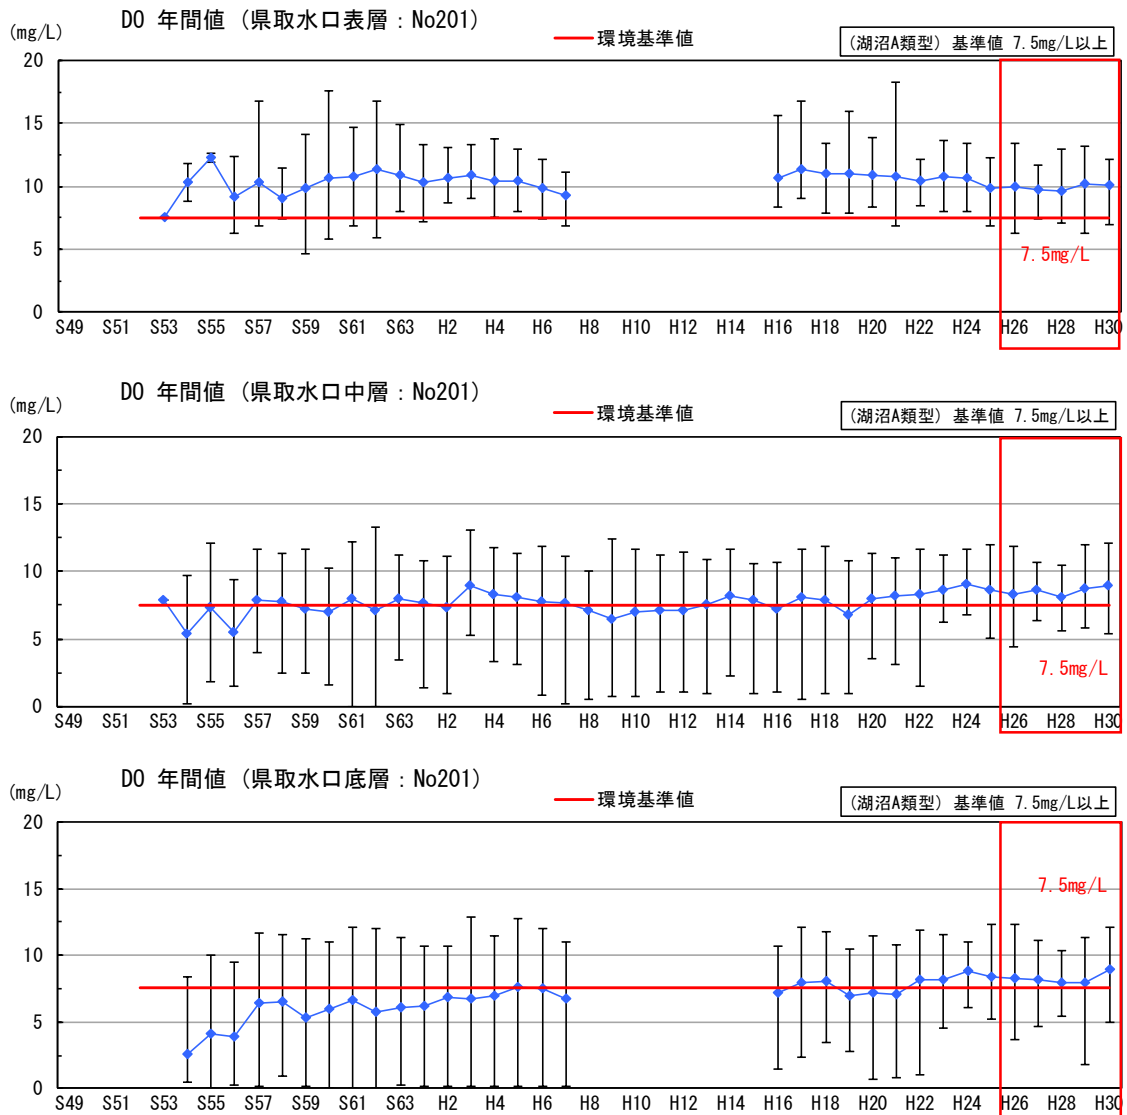 DO 年間値 (県取水口表層：No201)
(mg/L)
環境基準値
(湖沼A類型) 基準値 7.5mg/L以上
20
15
10
5
0
7.5mg/L
S49 S51 S53 S55 S57 S59 S61 S63 H2 H4 H6 H8 H10 H12 H14 H16 H18 H20 H22 H24 H26 H28 H30
DO 年間値 (県取水口中層：No201)
(mg/L)
環境基準値
(湖沼A類型) 基準値 7.5mg/L以上
20
15
10
5
0
7.5mg/L
S49 S51 S53 S55 S57 S59 S61 S63 H2 H4 H6 H8 H10 H12 H14 H16 H18 H20 H22 H24 H26 H28 H30
DO 年間値 (県取水口底層：No201)
(mg/L)
環境基準値
(湖沼A類型) 基準値 7.5mg/L以上
20
15
10
5
0
7.5mg/L
S49 S51 S53 S55 S57 S59 S61 S63 H2 H4 H6 H8 H10 H12 H14 H16 H18 H20 H22 H24 H26 H28 H30